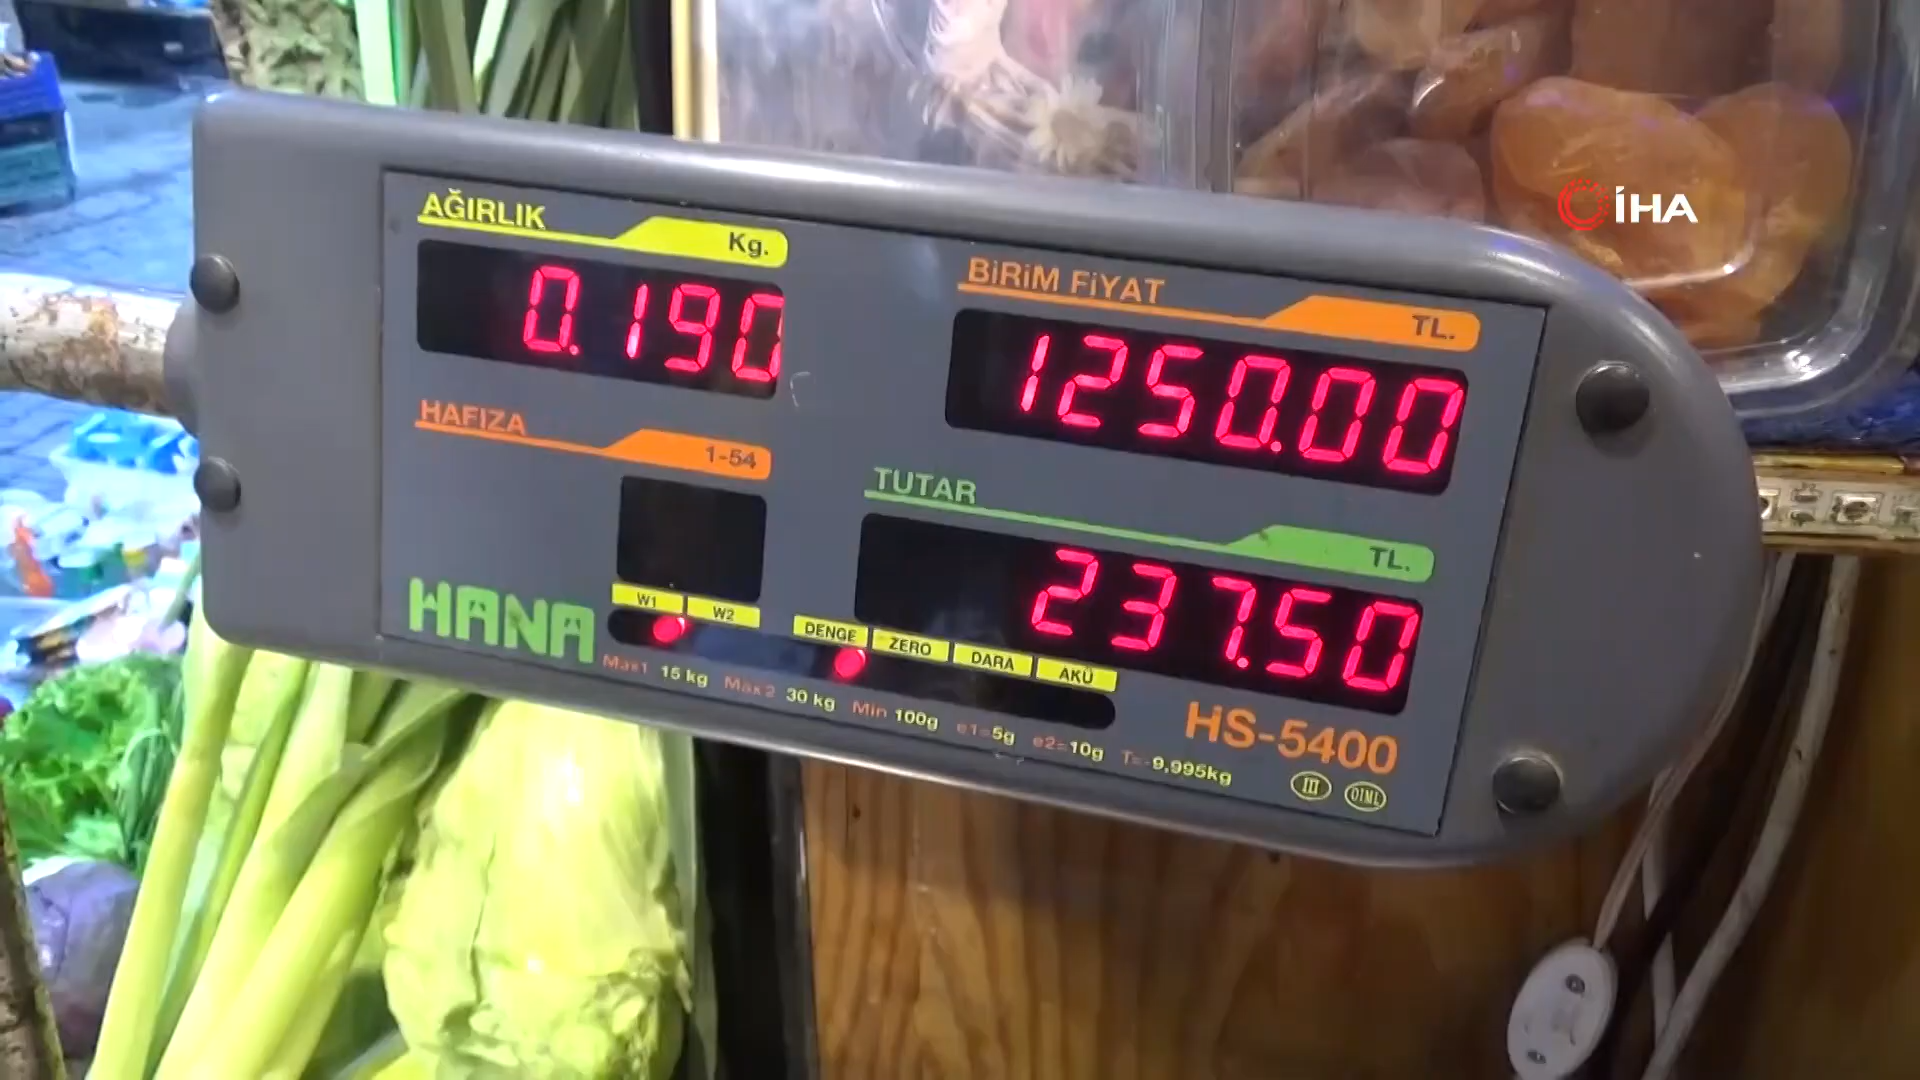 İHA
AĞIRLIK
Kg.
0.190
BİRİM FİYAT
TL.
1250.00
HAFIZA
1-54
TUTAR
TL.
237.50
HANA
W1 W2
DENGE ZERO DARA AKÜ
Max1 15 kg Max2 30 kg Min 100g e1=5g e2=10g T=-9,995kg
HS-5400
III OIML